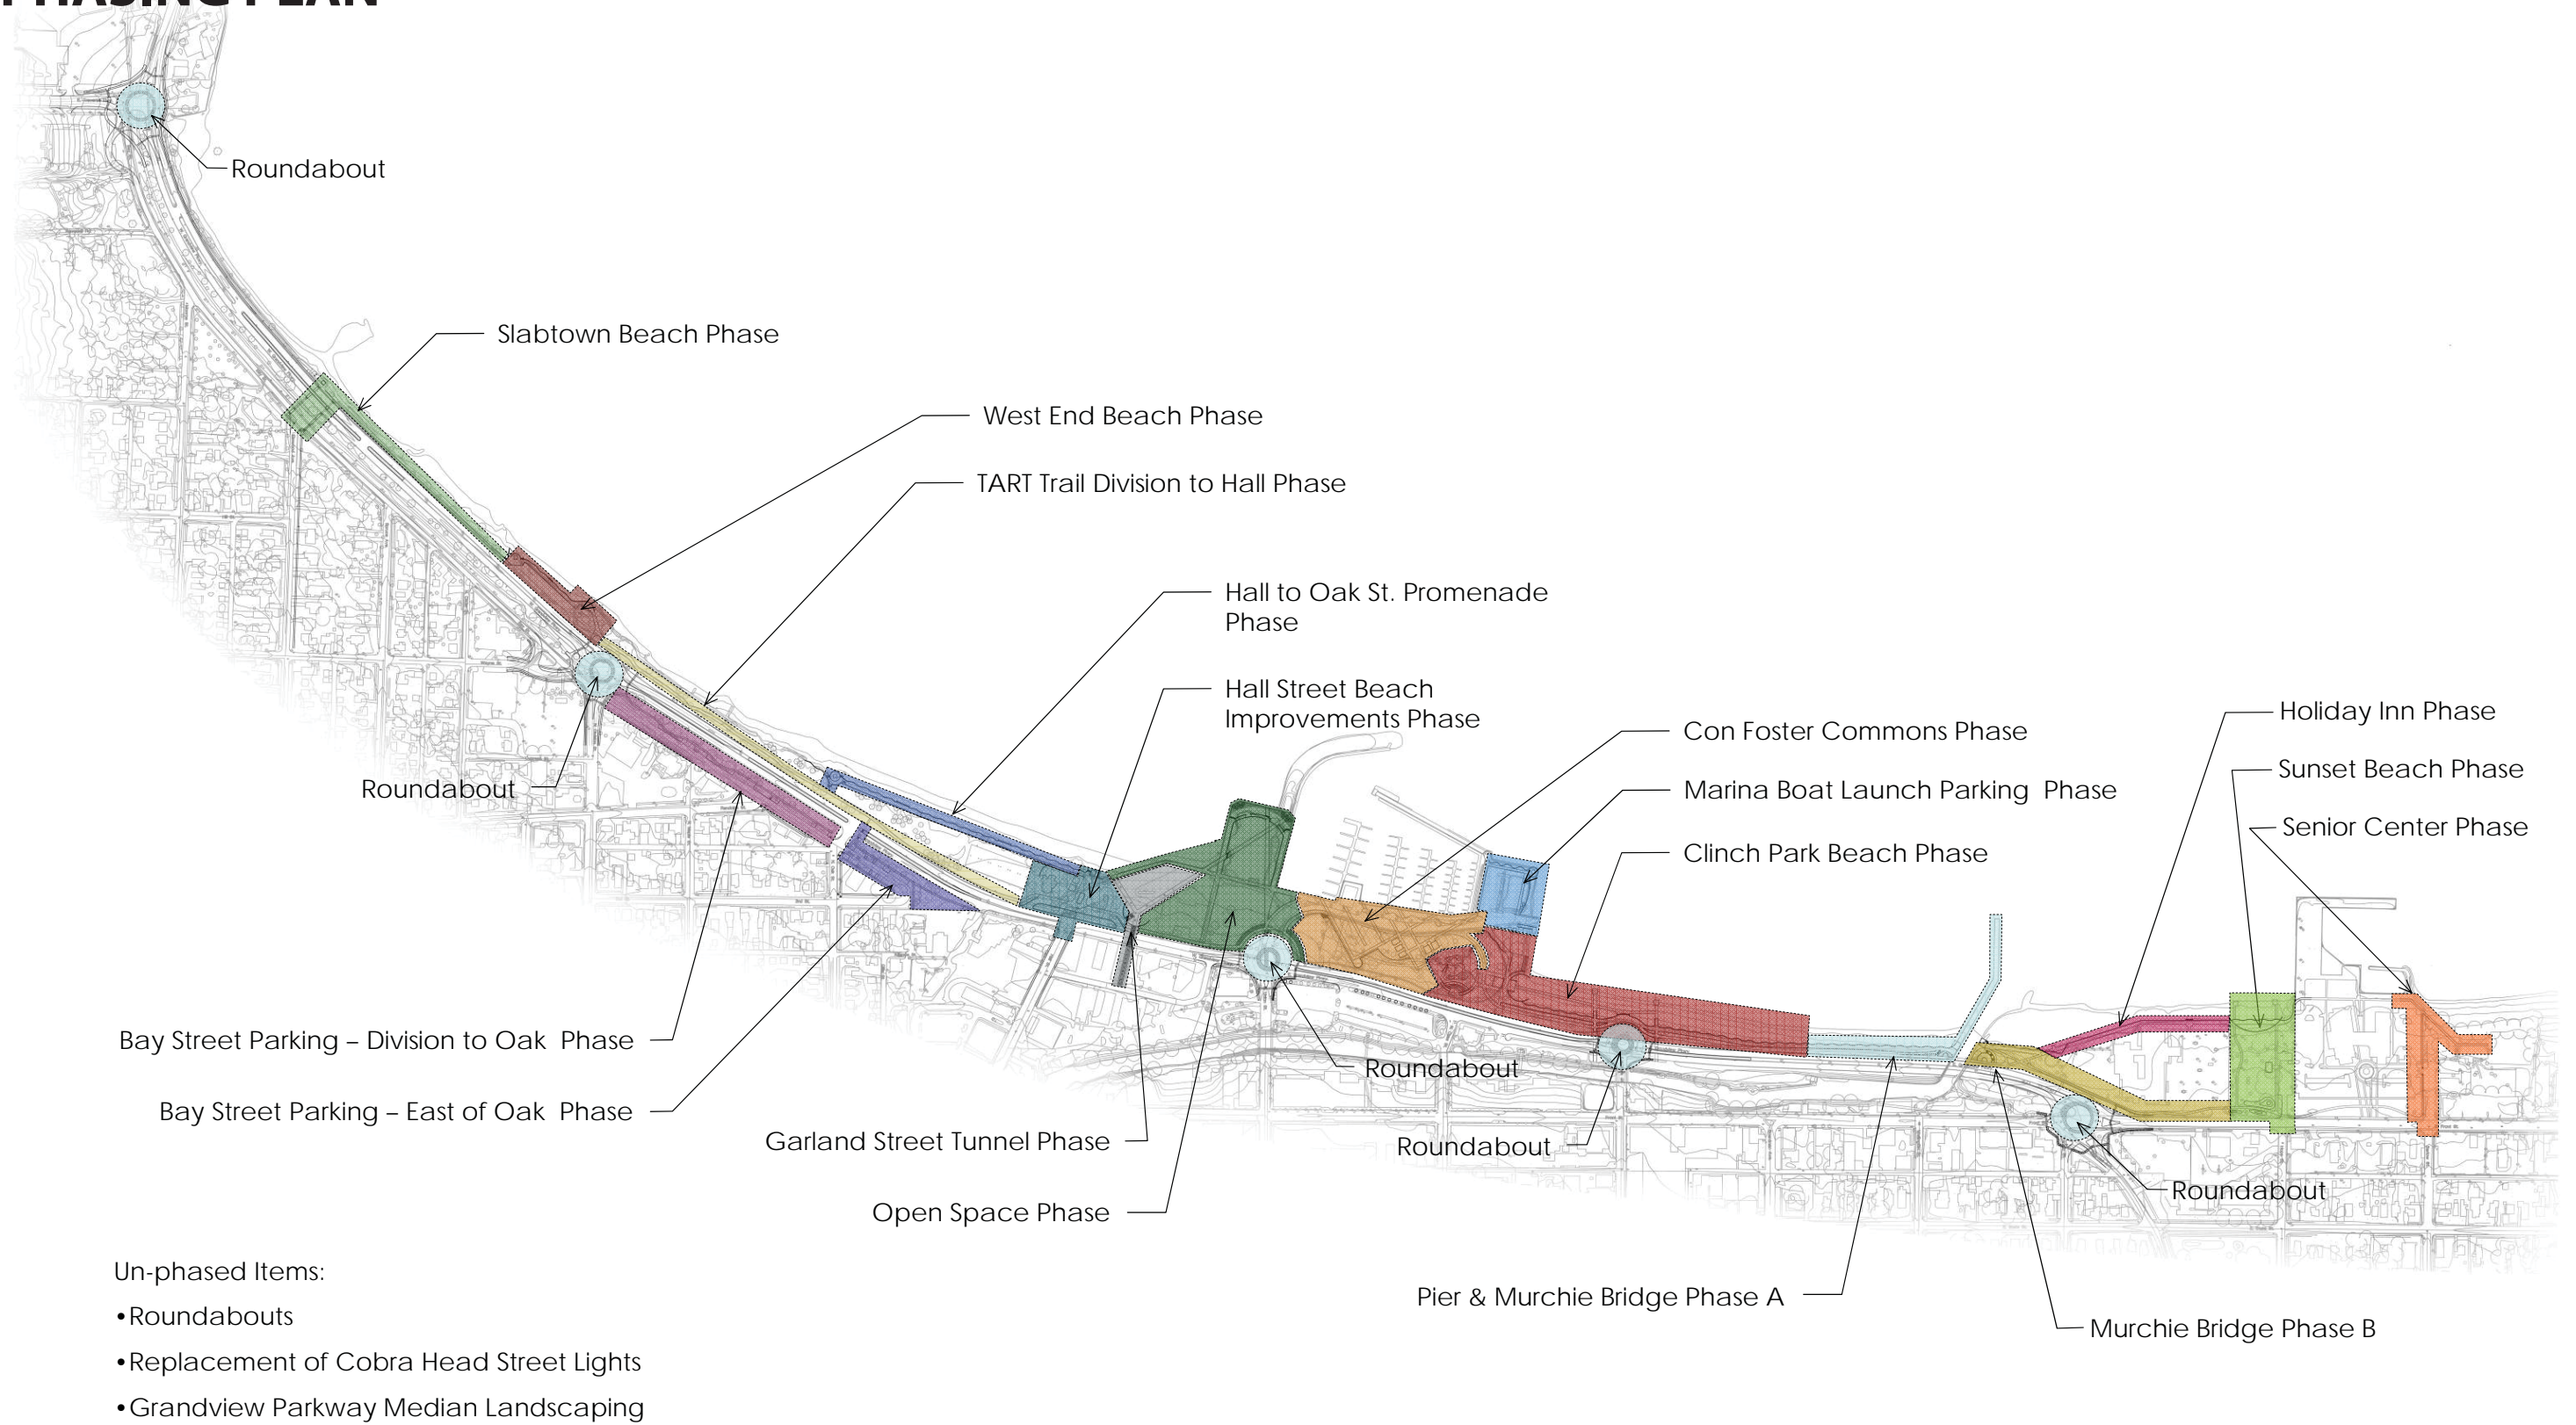 PHASING PLAN
Roundabout
Slabtown Beach Phase
West End Beach Phase
TART Trail Division to Hall Phase
Hall to Oak St. Promenade
Phase
Hall Street Beach
Improvements Phase
Con Foster Commons Phase
Marina Boat Launch Parking Phase
Clinch Park Beach Phase
Holiday Inn Phase
Sunset Beach Phase
Senior Center Phase
Roundabout
Bay Street Parking – Division to Oak Phase
Bay Street Parking – East of Oak Phase
Garland Street Tunnel Phase
Open Space Phase
Roundabout
Roundabout
Roundabout
Pier & Murchie Bridge Phase A
Murchie Bridge Phase B
Un-phased Items:
•Roundabouts
•Replacement of Cobra Head Street Lights
•Grandview Parkway Median Landscaping